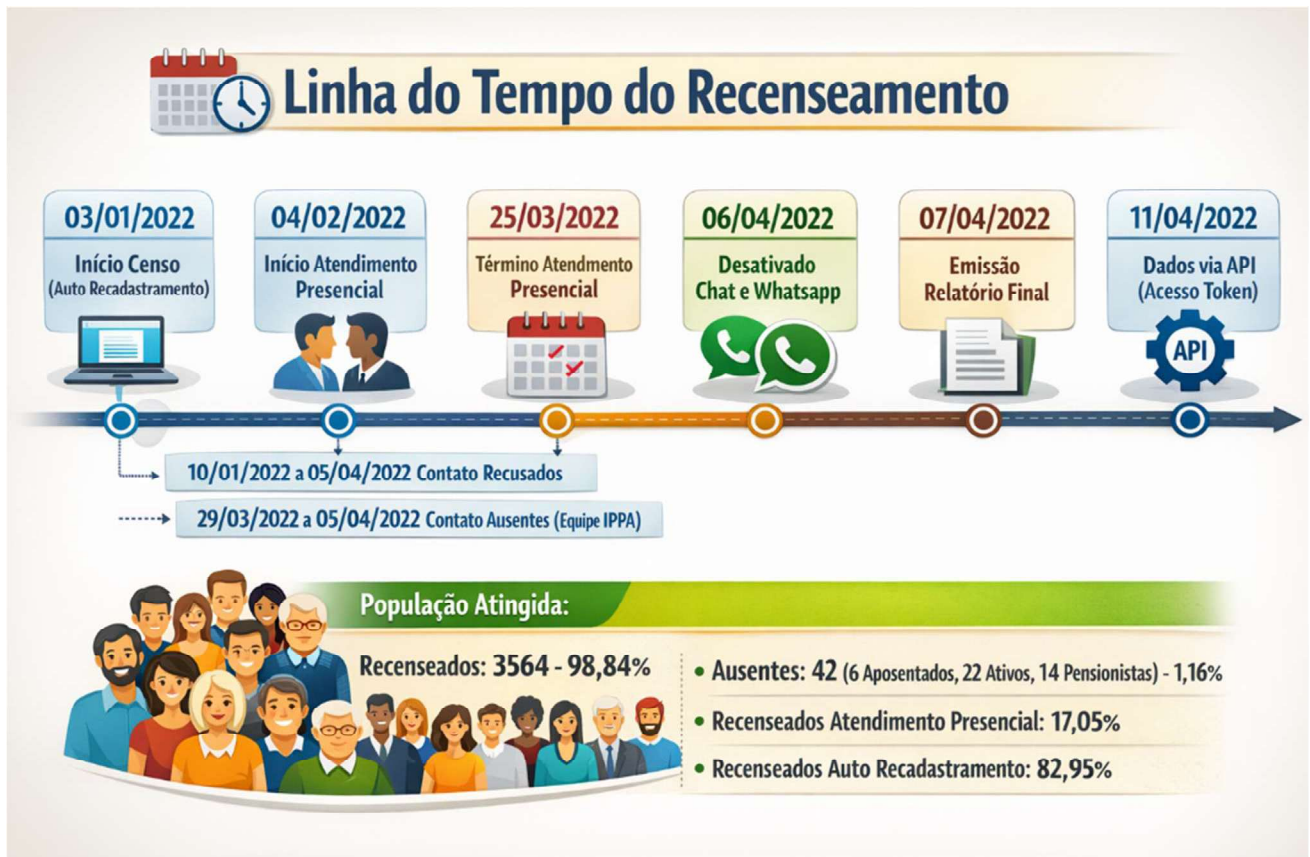 Linha do Tempo do Recenseamento
03/01/2022
Início Censo
(Auto Recadastramento)
04/02/2022
Início Atendimento
Presencial
25/03/2022
Término Atendmento
Presencial
06/04/2022
Desativado
Chat e Whatsapp
07/04/2022
Emissão
Relatório Final
11/04/2022
Dados via API
(Acesso Token)
API
10/01/2022 a 05/04/2022 Contato Recusados
29/03/2022 a 05/04/2022 Contato Ausentes (Equipe IPPA)
População Atingida:
Recenseados: 3564 - 98,84%
• Ausentes: 42 (6 Aposentados, 22 Ativos, 14 Pensionistas) - 1,16%
• Recenseados Atendimento Presencial: 17,05%
• Recenseados Auto Recadastramento: 82,95%